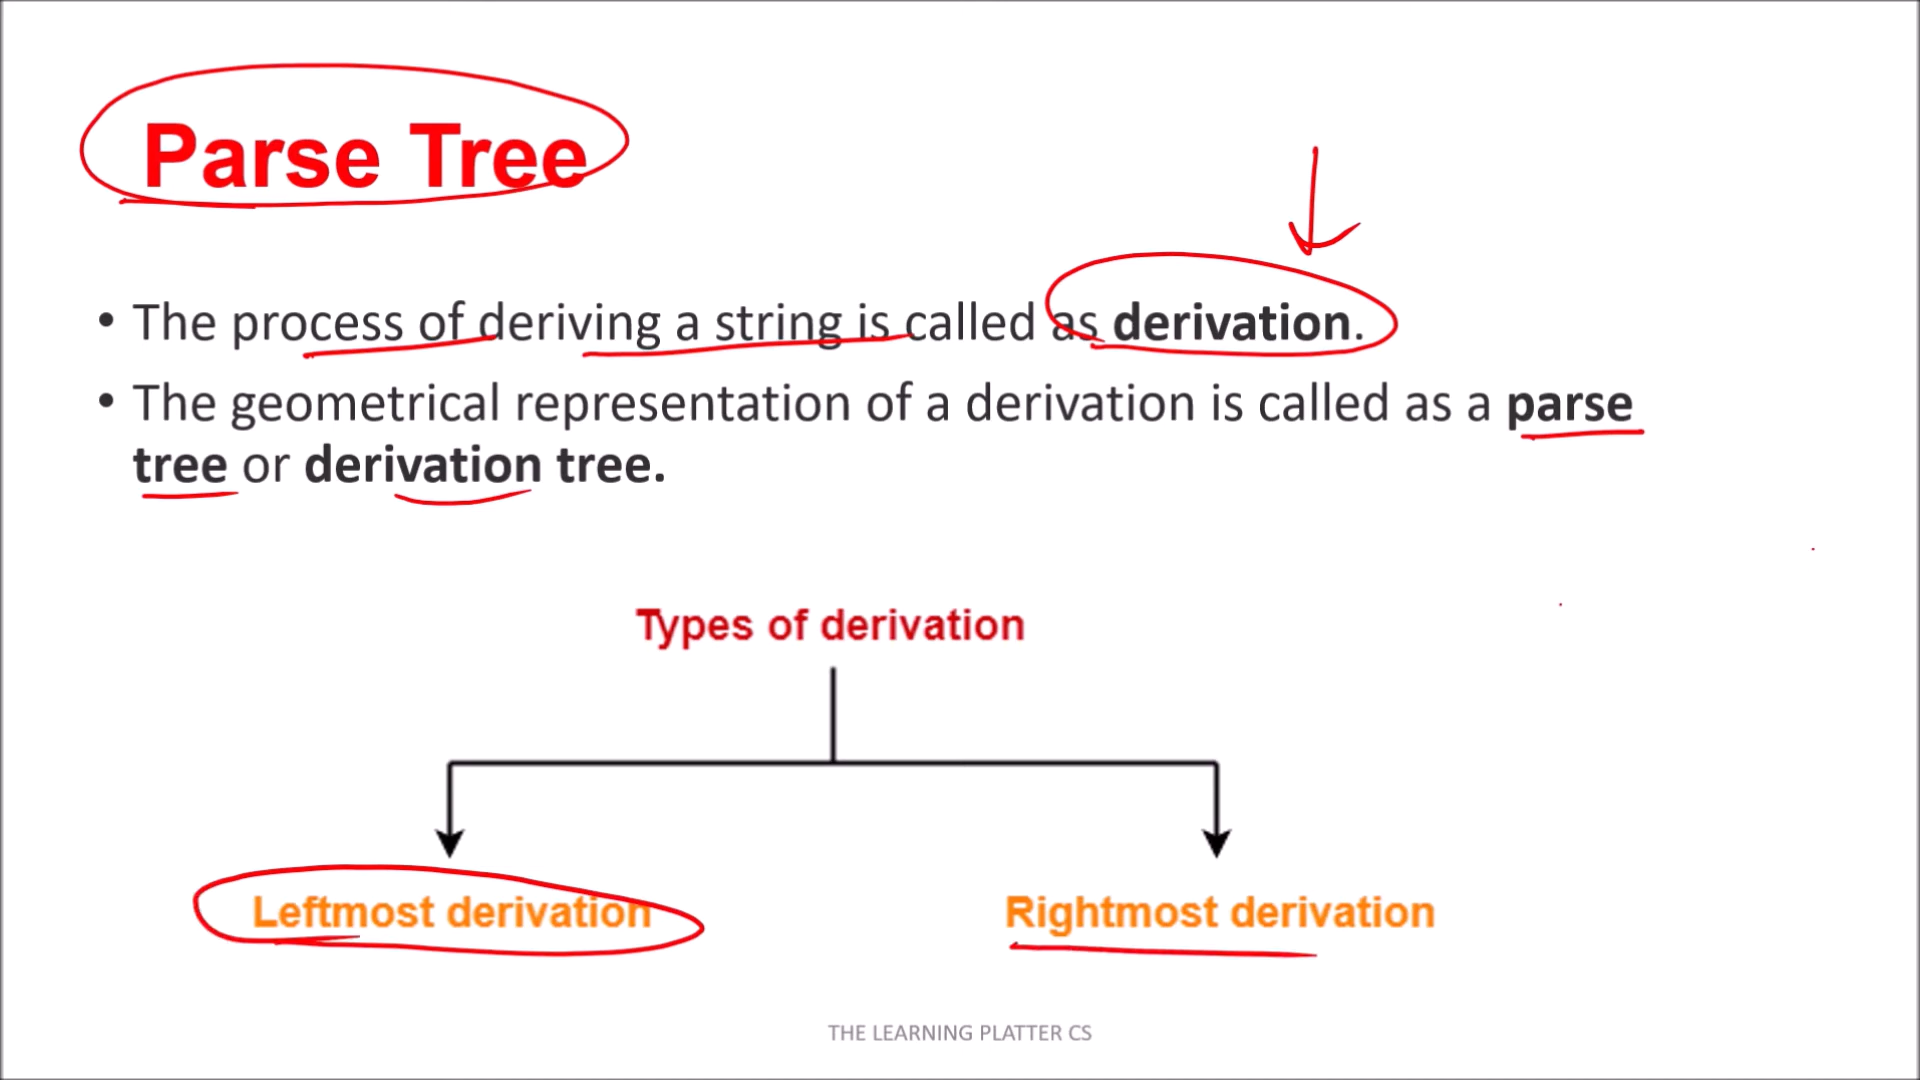 Parse Tree
• The process of deriving a string is called as derivation.
• The geometrical representation of a derivation is called as a parse
tree or derivation tree.
Types of derivation
Leftmost derivation
Rightmost derivation
THE LEARNING PLATTER CS